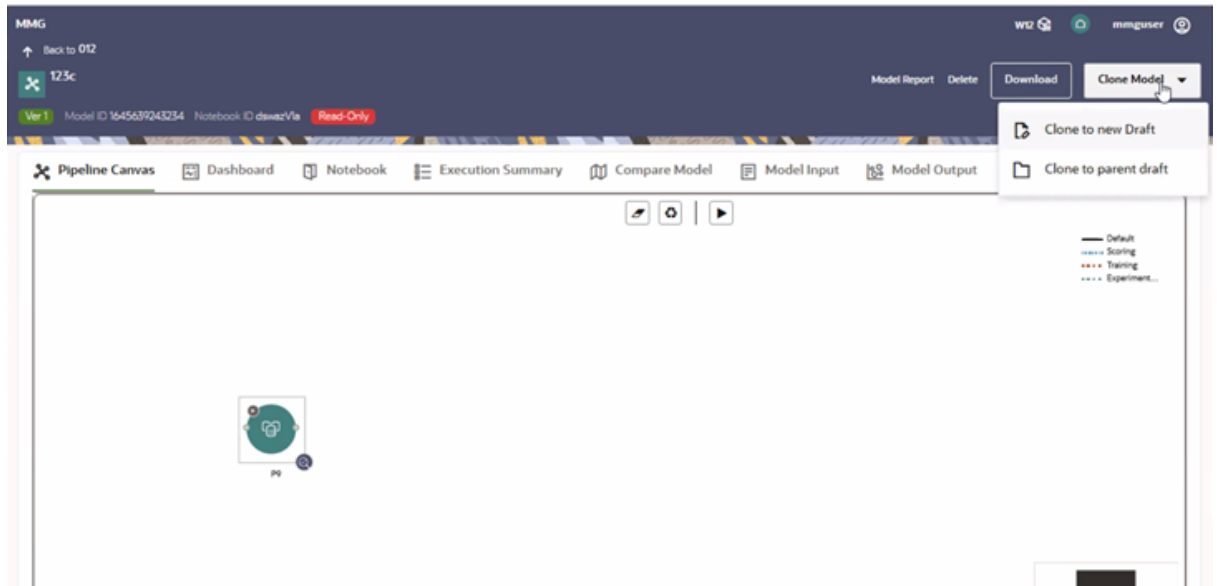 MMG
W12
mmguser
Back to 012
123c
Model Report Delete Download Clone Model
Ver 1 Model ID 1645639243234 Notebook ID dswazVla Read-Only
Clone to new Draft
Clone to parent draft
Pipeline Canvas Dashboard Notebook Execution Summary Compare Model Model Input Model Output
Default
Scoring
Training
Experiment...
P9